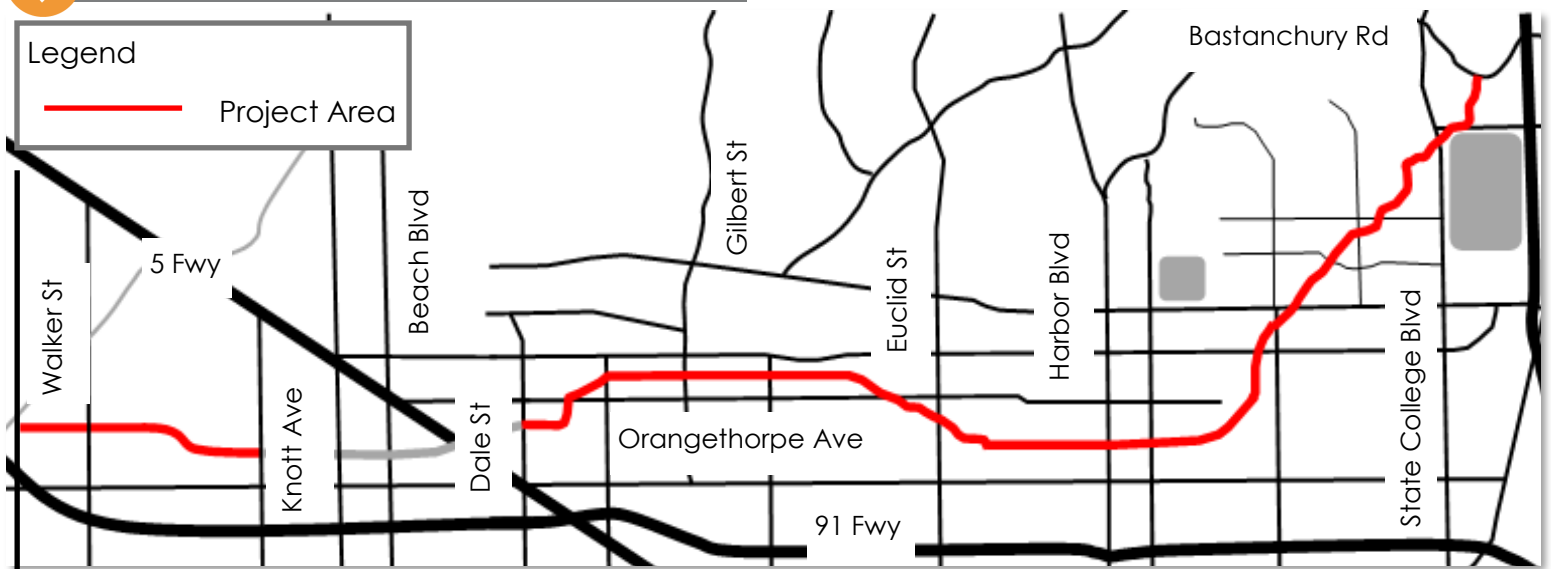 Bastanchury Rd
Legend
Project Area
Gilbert St
5 Fwy
Beach Blvd
Euclid St
Harbor Blvd
Walker St
State College Blvd
Knott Ave
Dale St
Orangethorpe Ave
91 Fwy